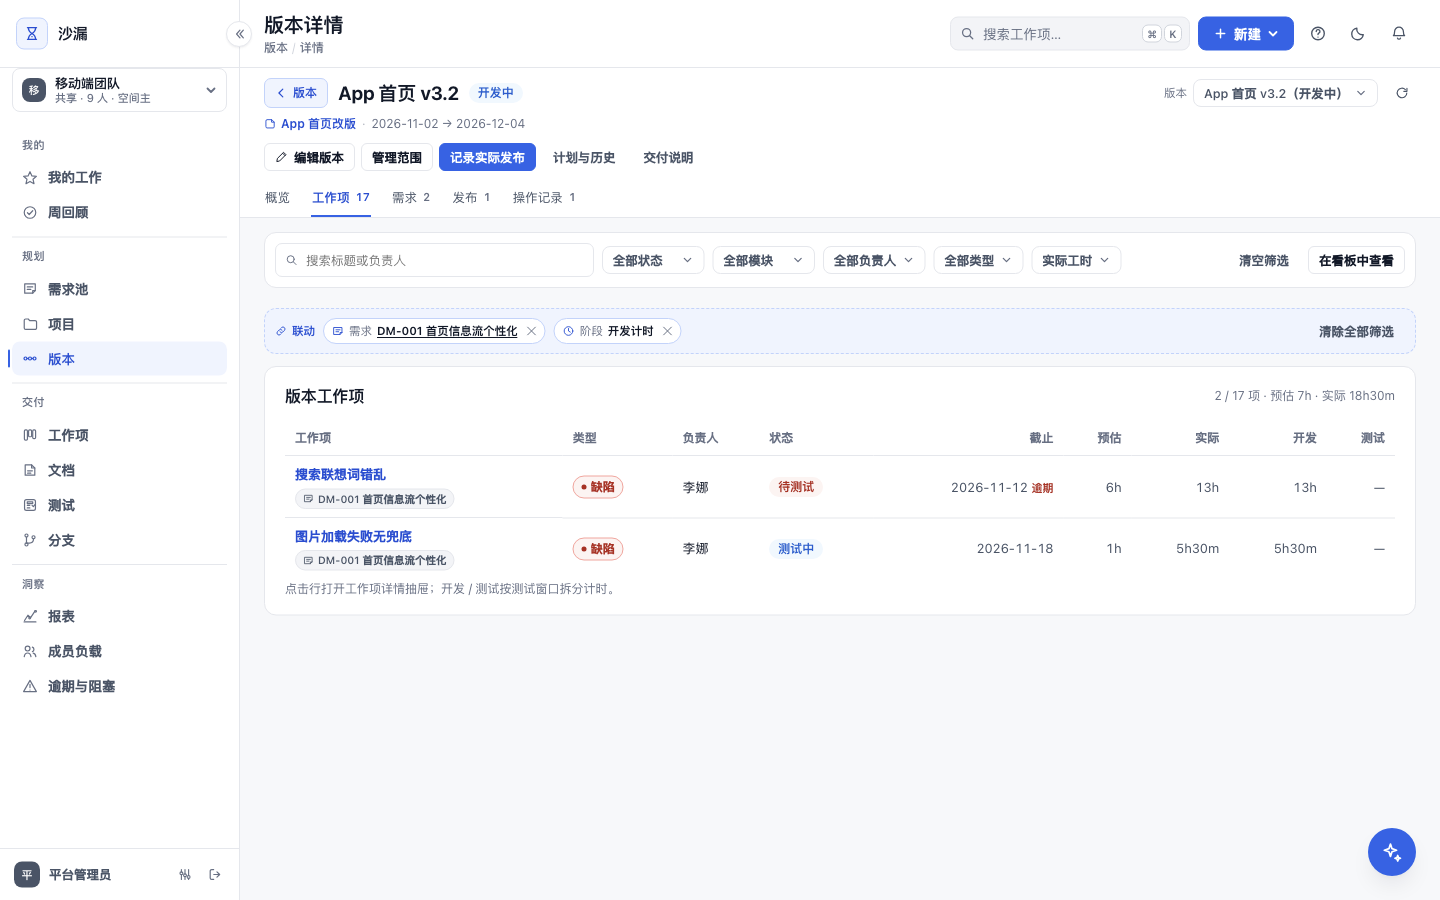 沙漏
版本详情
版本 / 详情
搜索工作项... ⌘ K
新建
移 移动端团队
共享 · 9 人 · 空间主
我的
我的工作
周回顾
规划
需求池
项目
版本
交付
工作项
文档
测试
分支
洞察
报表
成员负载
逾期与阻塞
平 平台管理员
版本 App 首页 v3.2 开发中
版本 App 首页 v3.2（开发中）
App 首页改版 · 2026-11-02 → 2026-12-04
编辑版本 管理范围 记录实际发布 计划与历史 交付说明
概览 工作项 17 需求 2 发布 1 操作记录 1
搜索标题或负责人 全部状态 全部模块 全部负责人 全部类型 实际工时 清空筛选 在看板中查看
联动 需求 DM-001 首页信息流个性化 阶段 开发计时 清除全部筛选
版本工作项 2 / 17 项 · 预估 7h · 实际 18h30m
工作项 类型 负责人 状态 截止 预估 实际 开发 测试
搜索联想词错乱
DM-001 首页信息流个性化
缺陷 李娜 待测试 2026-11-12 逾期 6h 13h 13h —
图片加载失败无兜底
DM-001 首页信息流个性化
缺陷 李娜 测试中 2026-11-18 1h 5h30m 5h30m —
点击行打开工作项详情抽屉；开发 / 测试按测试窗口拆分计时。